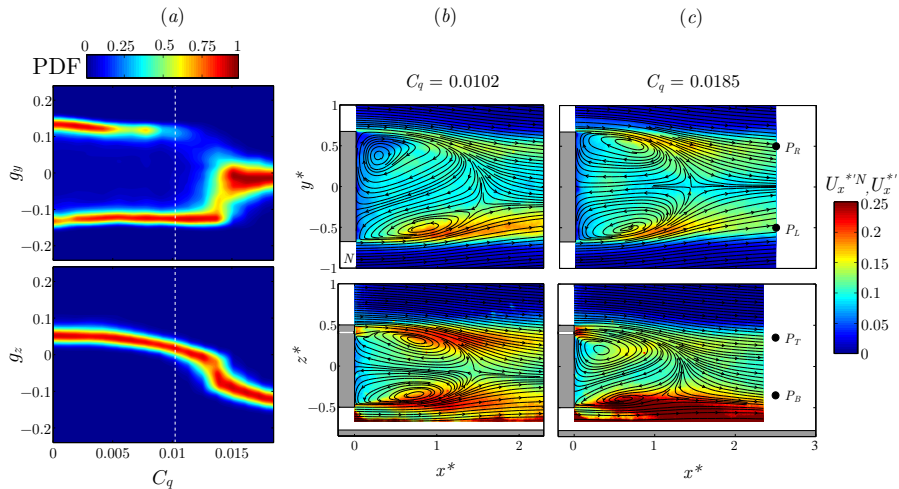 (a) (b) (c)
PDF 0 0.25 0.75 1
C_q = 0.0102 C_q = 0.0185
0.2
0.1
0
−0.1
−0.2
g_y
1
0.5
0
−0.5
−1
y*
N
P_R
P_L
U_x^*'N, U_x^*'
0.25
0.2
0.15
0.1
0.05
0
0.2
0.1
0
-0.1
-0.2
g_z
1
0.5
0
−0.5
z*
P_T
P_B
0 0.005 0.01 0.015
C_q
0 1 2
x*
0 1 2 3
x*